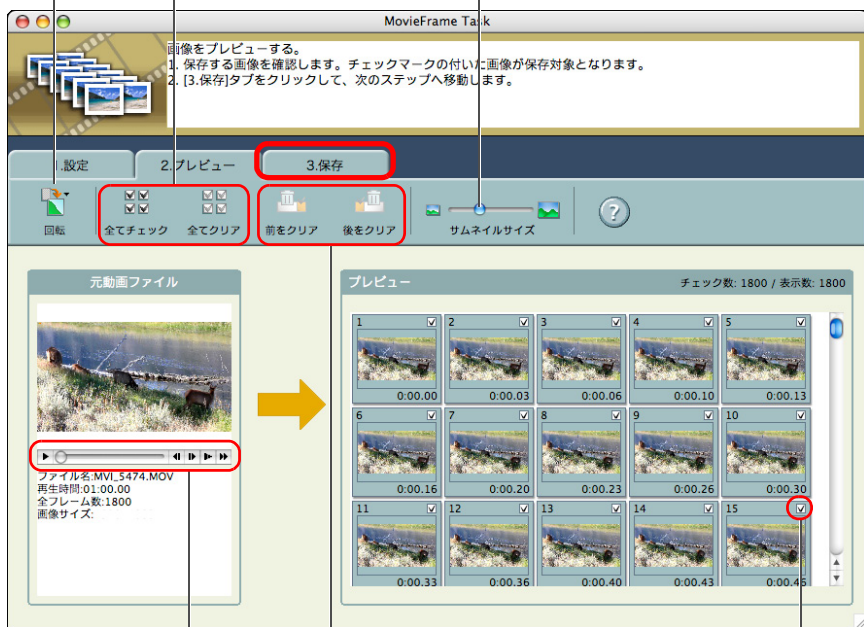 MovieFrame Task
画像をプレビューする。
1. 保存する画像を確認します。チェックマークの付いた画像が保存対象となります。
2. [3.保存]タブをクリックして、次のステップへ移動します。
1.設定
2.プレビュー
3.保存
回転
全てチェック
全てクリア
前をクリア
後をクリア
サムネイルサイズ
?
元動画ファイル
ファイル名:MVI_5474.MOV
再生時間:01:00.00
全フレーム数:1800
画像サイズ:
プレビュー
チェック数: 1800 / 表示数: 1800
1 2 3 4 5
0:00.00 0:00.03 0:00.06 0:00.10 0:00.13
6 7 8 9 10
0:00.16 0:00.20 0:00.23 0:00.26 0:00.30
11 12 13 14 15
0:00.33 0:00.36 0:00.40 0:00.43 0:00.46